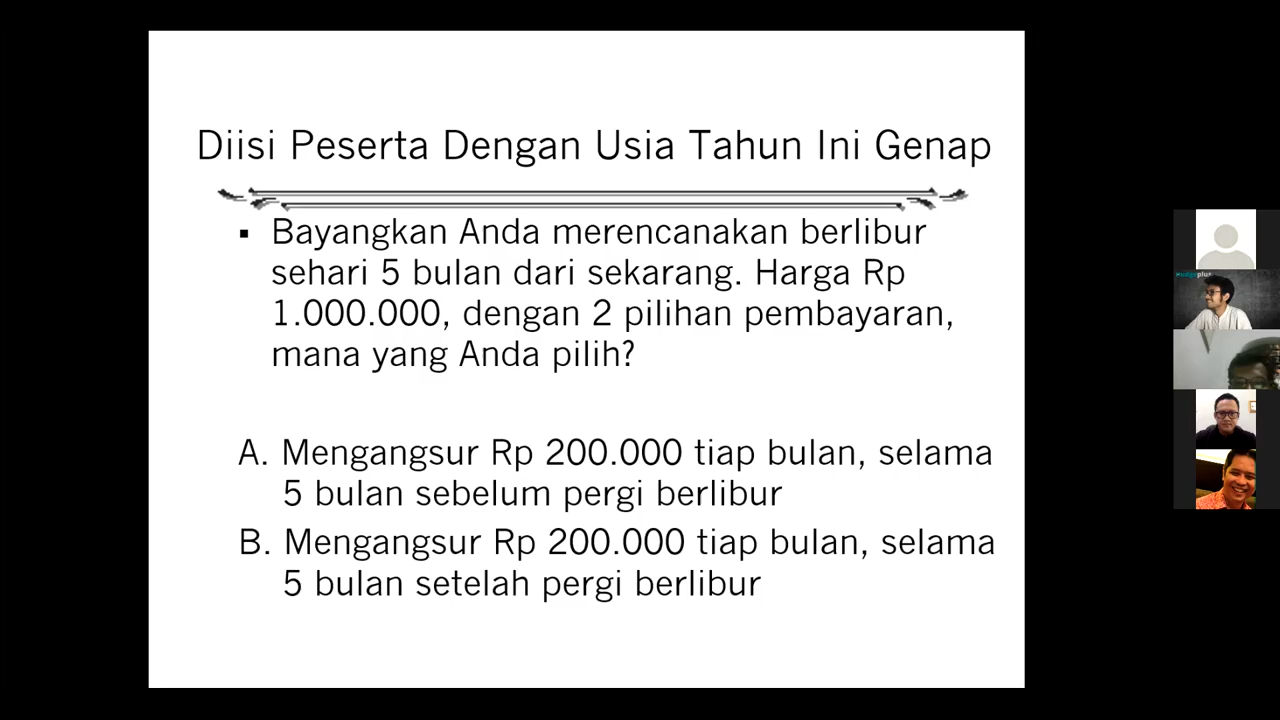 Diisi Peserta Dengan Usia Tahun Ini Genap
▪ Bayangkan Anda merencanakan berlibur
sehari 5 bulan dari sekarang. Harga Rp
1.000.000, dengan 2 pilihan pembayaran,
mana yang Anda pilih?
A. Mengangsur Rp 200.000 tiap bulan, selama
5 bulan sebelum pergi berlibur
B. Mengangsur Rp 200.000 tiap bulan, selama
5 bulan setelah pergi berlibur